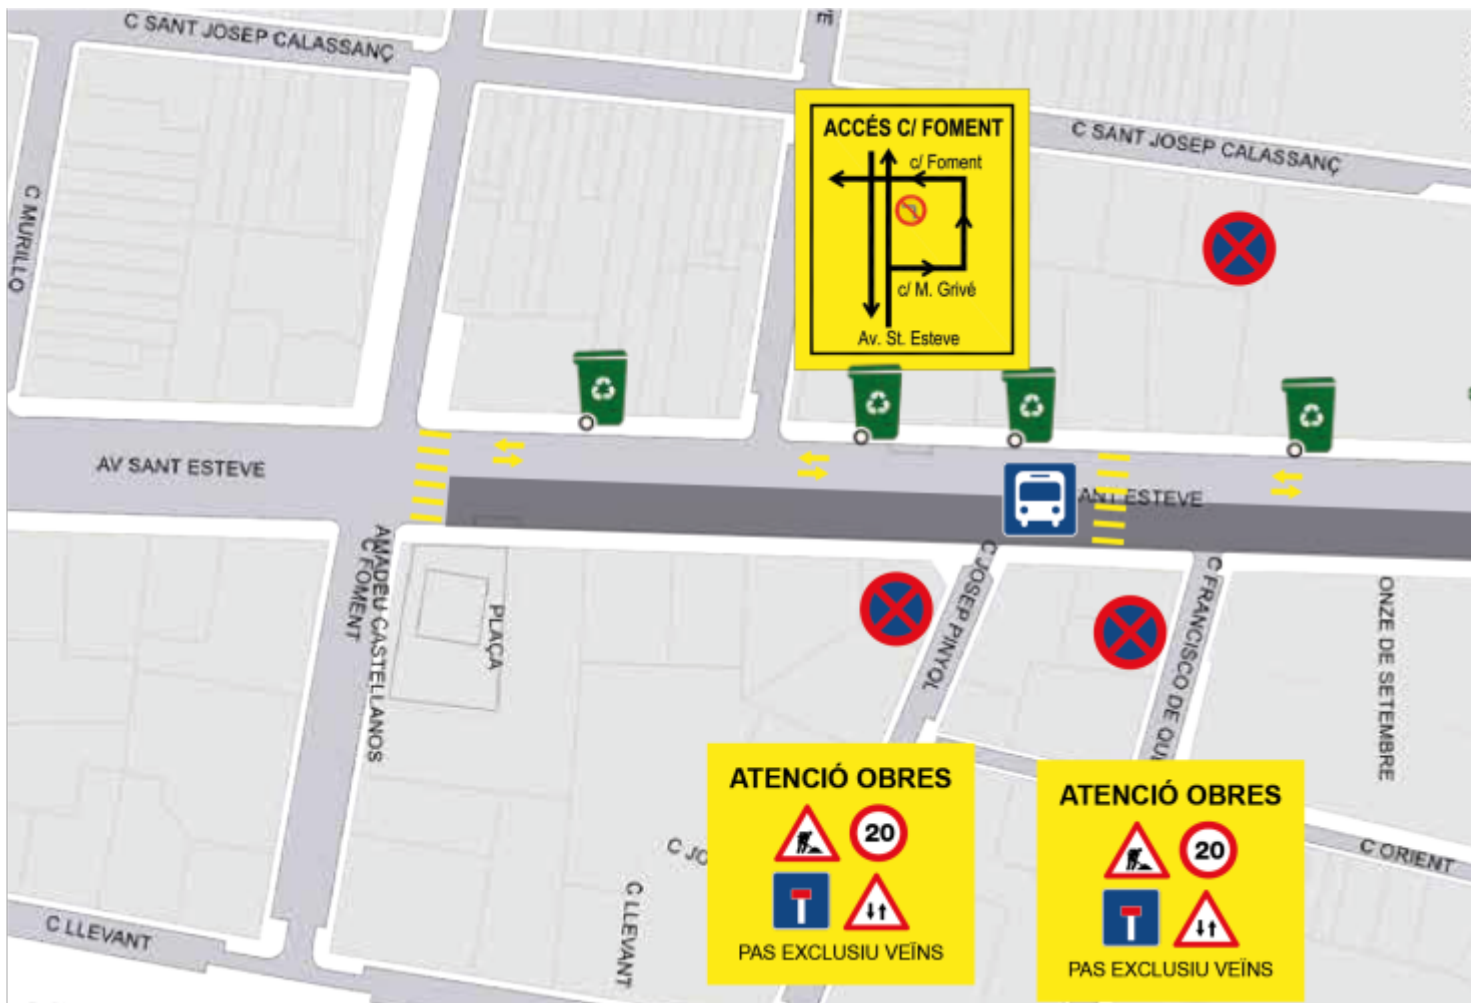 C SANT JOSEP CALASSANÇ
C MURILLO
ACCÉS C/ FOMENT
c/ Foment
c/ M. Grivé
Av. St. Esteve
C SANT JOSEP CALASSANÇ
AV SANT ESTEVE
ANT ESTEVE
AMADEU CASTELLANOS
C FOMENT
PLAÇA
C JOSEP PINYOL
C FRANCISCO DE QU
ONZE DE SETEMBRE
ATENCIÓ OBRES
20
PAS EXCLUSIU VEÏNS
ATENCIÓ OBRES
20
PAS EXCLUSIU VEÏNS
C JO
C ORIENT
C LLEVANT
C LLEVANT